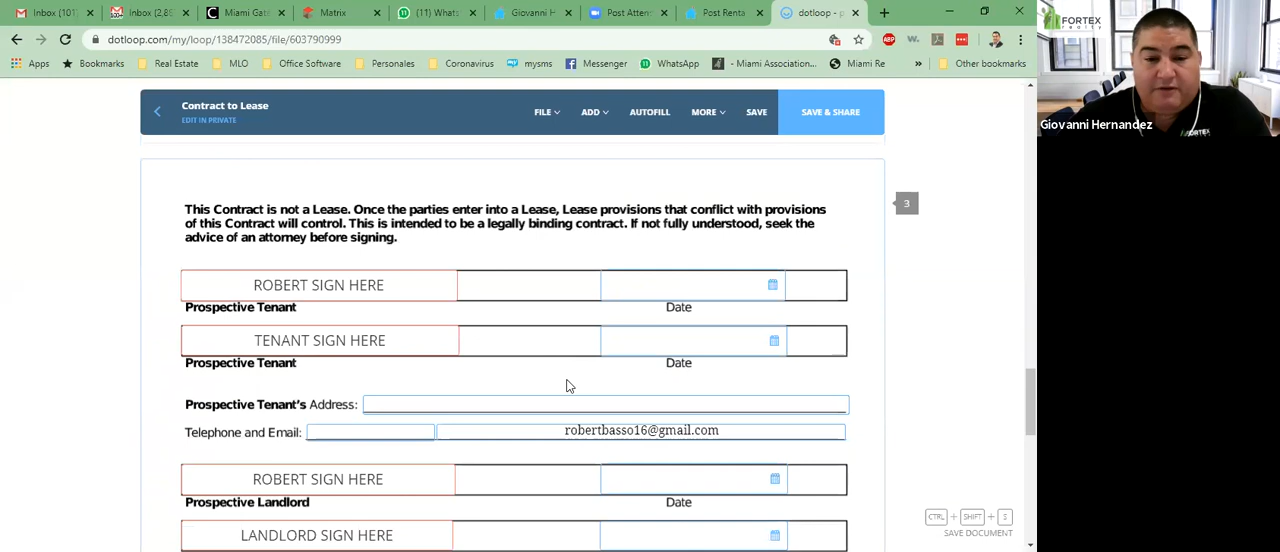 Inbox (101)
Inbox (2,8
Miami Gat
Matrix
(11) Whats
Giovanni H
Post Attem
Post Renta
dotloop - p
dotloop.com/my/loop/138472085/file/603790999
Apps
Bookmarks
Real Estate
MLO
Office Software
Personales
Coronavirus
mysms
Messenger
WhatsApp
- Miami Association...
Miami Re
»
Other bookmarks
FORTEX
realty
Giovanni Hernandez
FORTEX
Contract to Lease
EDIT IN PRIVATE
FILE
ADD
AUTOFILL
MORE
SAVE
SAVE & SHARE
3
This Contract is not a Lease. Once the parties enter into a Lease, Lease provisions that conflict with provisions
of this Contract will control. This is intended to be a legally binding contract. If not fully understood, seek the
advice of an attorney before signing.
ROBERT SIGN HERE
Prospective Tenant Date
TENANT SIGN HERE
Prospective Tenant Date
Prospective Tenant's Address:
Telephone and Email: robertbasso16@gmail.com
ROBERT SIGN HERE
Prospective Landlord Date
LANDLORD SIGN HERE
CTRL + SHIFT + S
SAVE DOCUMENT